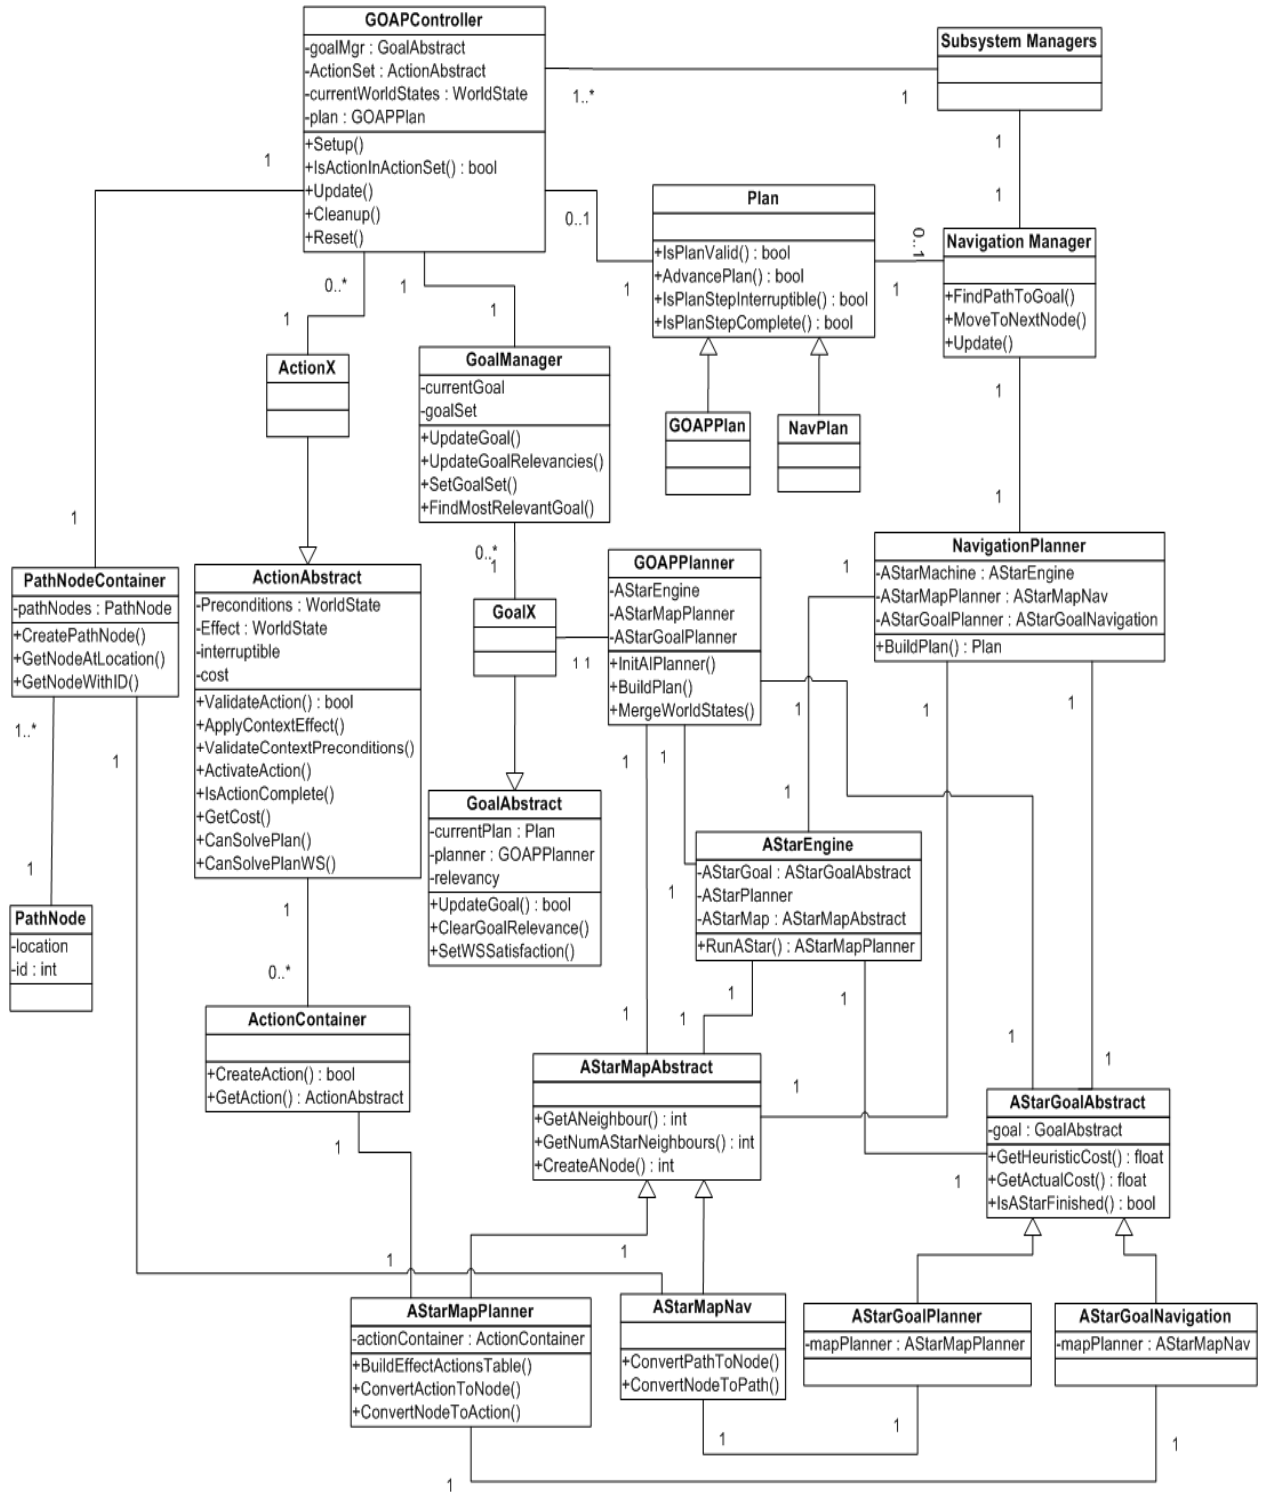 GOAPController
-goalMgr : GoalAbstract
-ActionSet : ActionAbstract
-currentWorldStates : WorldState
-plan : GOAPPlan
+Setup()
+IsActionInActionSet() : bool
+Update()
+Cleanup()
+Reset()
Subsystem Managers
1..*
1
1
1
1
0..1
1
Plan
+IsPlanValid() : bool
+AdvancePlan() : bool
+IsPlanStepInterruptible() : bool
+IsPlanStepComplete() : bool
0..1
1
Navigation Manager
+FindPathToGoal()
+MoveToNextNode()
+Update()
0..*
1
1
1
ActionX
GoalManager
-currentGoal
-goalSet
+UpdateGoal()
+UpdateGoalRelevancies()
+SetGoalSet()
+FindMostRelevantGoal()
GOAPPlan
NavPlan
1
1
1
0..*
1
PathNodeContainer
-pathNodes : PathNode
+CreatePathNode()
+GetNodeAtLocation()
+GetNodeWithID()
ActionAbstract
-Preconditions : WorldState
-Effect : WorldState
-interruptible
-cost
+ValidateAction() : bool
+ApplyContextEffect()
+ValidateContextPreconditions()
+ActivateAction()
+IsActionComplete()
+GetCost()
+CanSolvePlan()
+CanSolvePlanWS()
GoalX
1 1
GOAPPlanner
-AStarEngine
-AStarMapPlanner
-AStarGoalPlanner
+InitAIPlanner()
+BuildPlan()
+MergeWorldStates()
1
NavigationPlanner
-AStarMachine : AStarEngine
-AStarMapPlanner : AStarMapNav
-AStarGoalPlanner : AStarGoalNavigation
+BuildPlan() : Plan
1..*
1
1
1
1
1
1
1
GoalAbstract
-currentPlan : Plan
-planner : GOAPPlanner
-relevancy
+UpdateGoal() : bool
+ClearGoalRelevance()
+SetWSSatisfaction()
AStarEngine
-AStarGoal : AStarGoalAbstract
-AStarPlanner
-AStarMap : AStarMapAbstract
+RunAStar() : AStarMapPlanner
1
1
1
PathNode
-location
-id : int
0..*
1
1
1
1
1
1
ActionContainer
+CreateAction() : bool
+GetAction() : ActionAbstract
AStarMapAbstract
+GetANeighbour() : int
+GetNumAStarNeighbours() : int
+CreateANode() : int
1
1
AStarGoalAbstract
-goal : GoalAbstract
+GetHeuristicCost() : float
+GetActualCost() : float
+IsAStarFinished() : bool
1
1
1
AStarMapPlanner
-actionContainer : ActionContainer
+BuildEffectActionsTable()
+ConvertActionToNode()
+ConvertNodeToAction()
1
AStarMapNav
+ConvertPathToNode()
+ConvertNodeToPath()
AStarGoalPlanner
-mapPlanner : AStarMapPlanner
AStarGoalNavigation
-mapPlanner : AStarMapNav
1
1
1
1